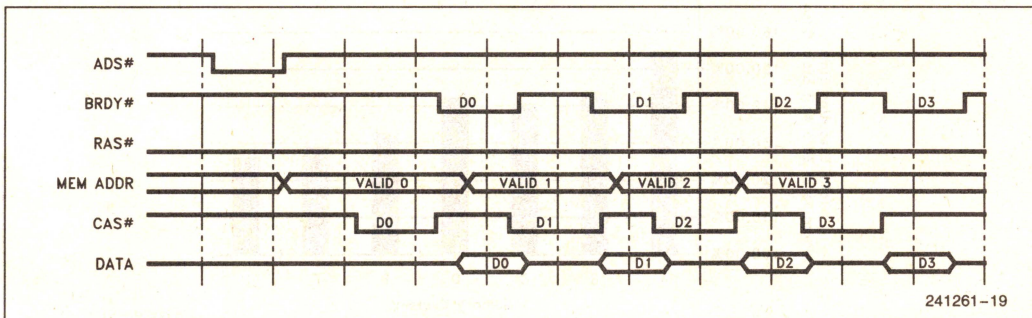 ADS#
BRDY# D0 D1 D2 D3
RAS#
MEM ADDR VALID 0 VALID 1 VALID 2 VALID 3
CAS# D0 D1 D2 D3
DATA D0 D1 D2 D3
241261-19